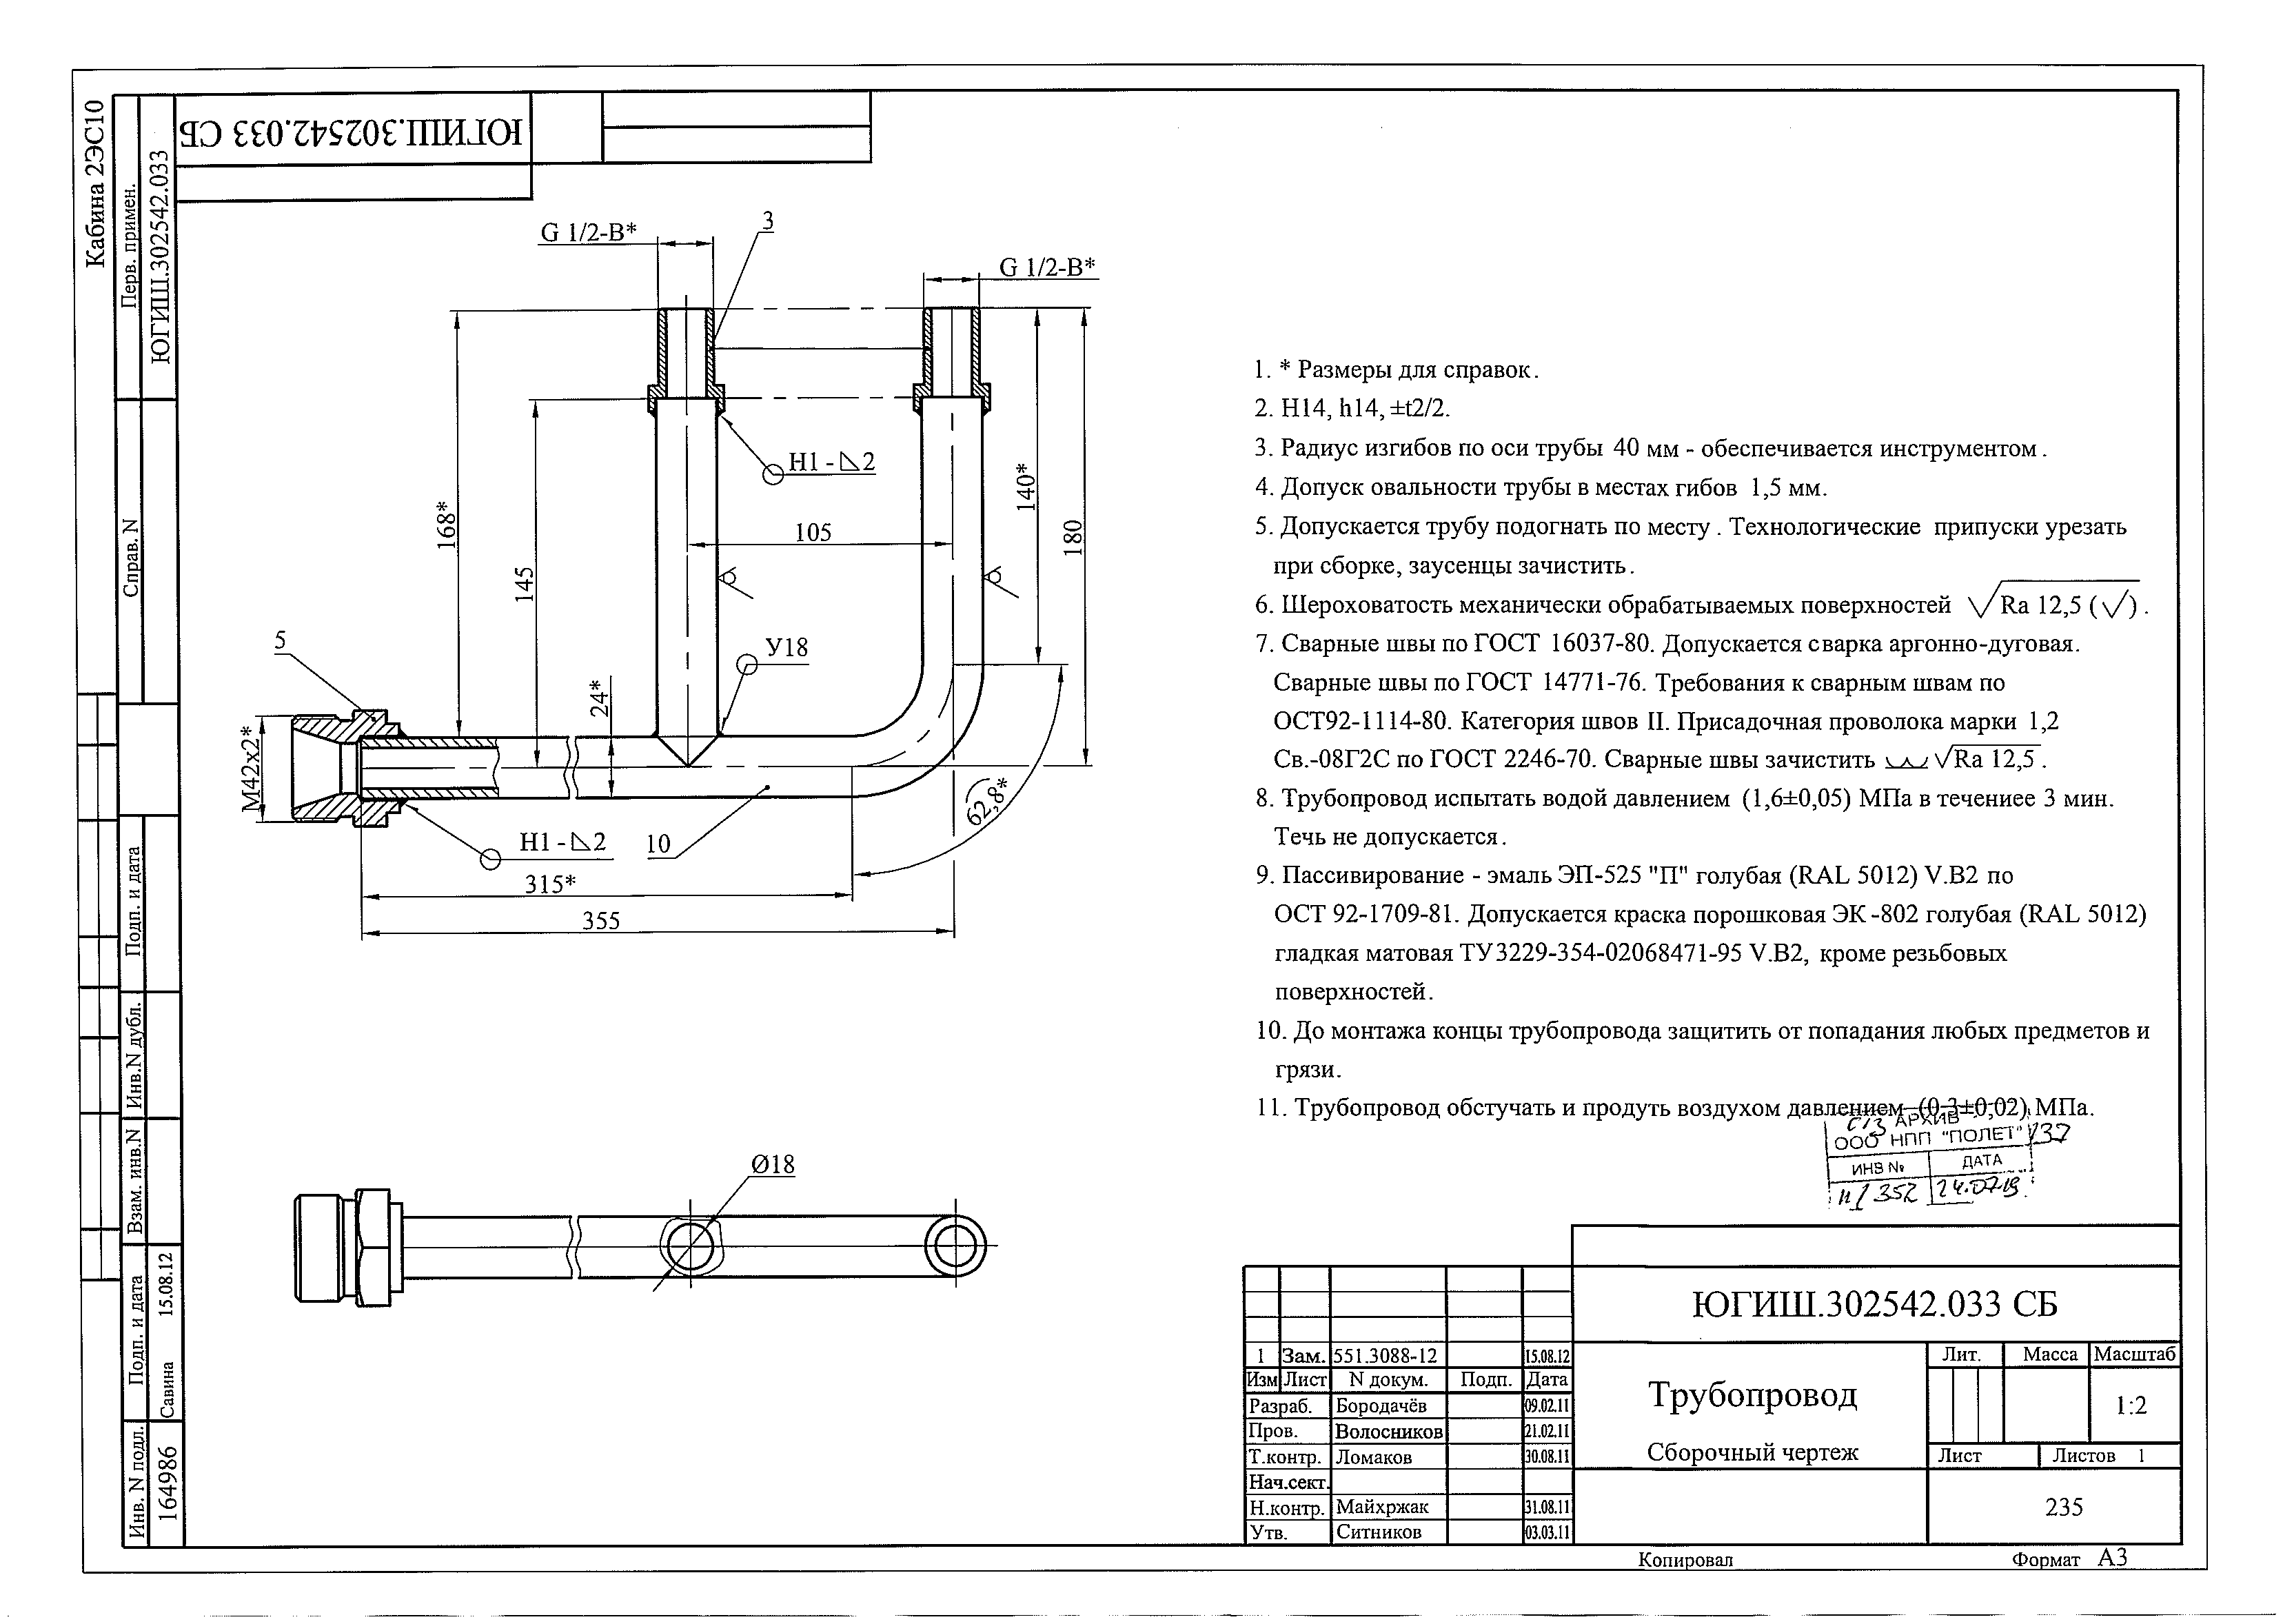 Кабина 2ЭС10
Перв. примен.
ЮГИШ.302542.033
Справ. N
Подп. и дата
Инв.N дубл.
Взам. инв.N
Подп. и дата
Савина 15.08.12
Инв. N подл.
164986
ЮГИШ.302542.033 СБ
G 1/2-B*
3
G 1/2-B*
168*
145
H1 - ⊿2
140*
180
105
У18
5
24*
M42x2*
62,8*
H1 - ⊿2
10
315*
355
Ø18
1. * Размеры для справок.
2. H14, h14, ±t2/2.
3. Радиус изгибов по оси трубы 40 мм - обеспечивается инструментом.
4. Допуск овальности трубы в местах гибов 1,5 мм.
5. Допускается трубу подогнать по месту. Технологические припуски урезать
при сборке, заусенцы зачистить.
6. Шероховатость механически обрабатываемых поверхностей √Ra 12,5 (√).
7. Сварные швы по ГОСТ 16037-80. Допускается сварка аргонно-дуговая.
Сварные швы по ГОСТ 14771-76. Требования к сварным швам по
ОСТ92-1114-80. Категория швов II. Присадочная проволока марки 1,2
Св.-08Г2С по ГОСТ 2246-70. Сварные швы зачистить √Ra 12,5.
8. Трубопровод испытать водой давлением (1,6±0,05) МПа в течениее 3 мин.
Течь не допускается.
9. Пассивирование - эмаль ЭП-525 "П" голубая (RAL 5012) V.B2 по
ОСТ 92-1709-81. Допускается краска порошковая ЭК-802 голубая (RAL 5012)
гладкая матовая ТУ3229-354-02068471-95 V.B2, кроме резьбовых
поверхностей.
10. До монтажа концы трубопровода защитить от попадания любых предметов и
грязи.
11. Трубопровод обстучать и продуть воздухом давлением (0,3±0,02) МПа.
АРХИВ
ООО НПП "ПОЛЕТ"
ИНВ № ДАТА
ЮГИШ.302542.033 СБ
1 Зам. 551.3088-12 15.08.12
Изм Лист N докум. Подп. Дата
Разраб. Бородачёв 09.02.11
Пров. Волосников 21.02.11
Т.контр. Ломаков 30.08.11
Нач.сект.
Н.контр. Майхржак 31.08.11
Утв. Ситников 03.03.11
Трубопровод
Сборочный чертеж
Лит. Масса Масштаб
1:2
Лист Листов 1
235
Копировал Формат А3